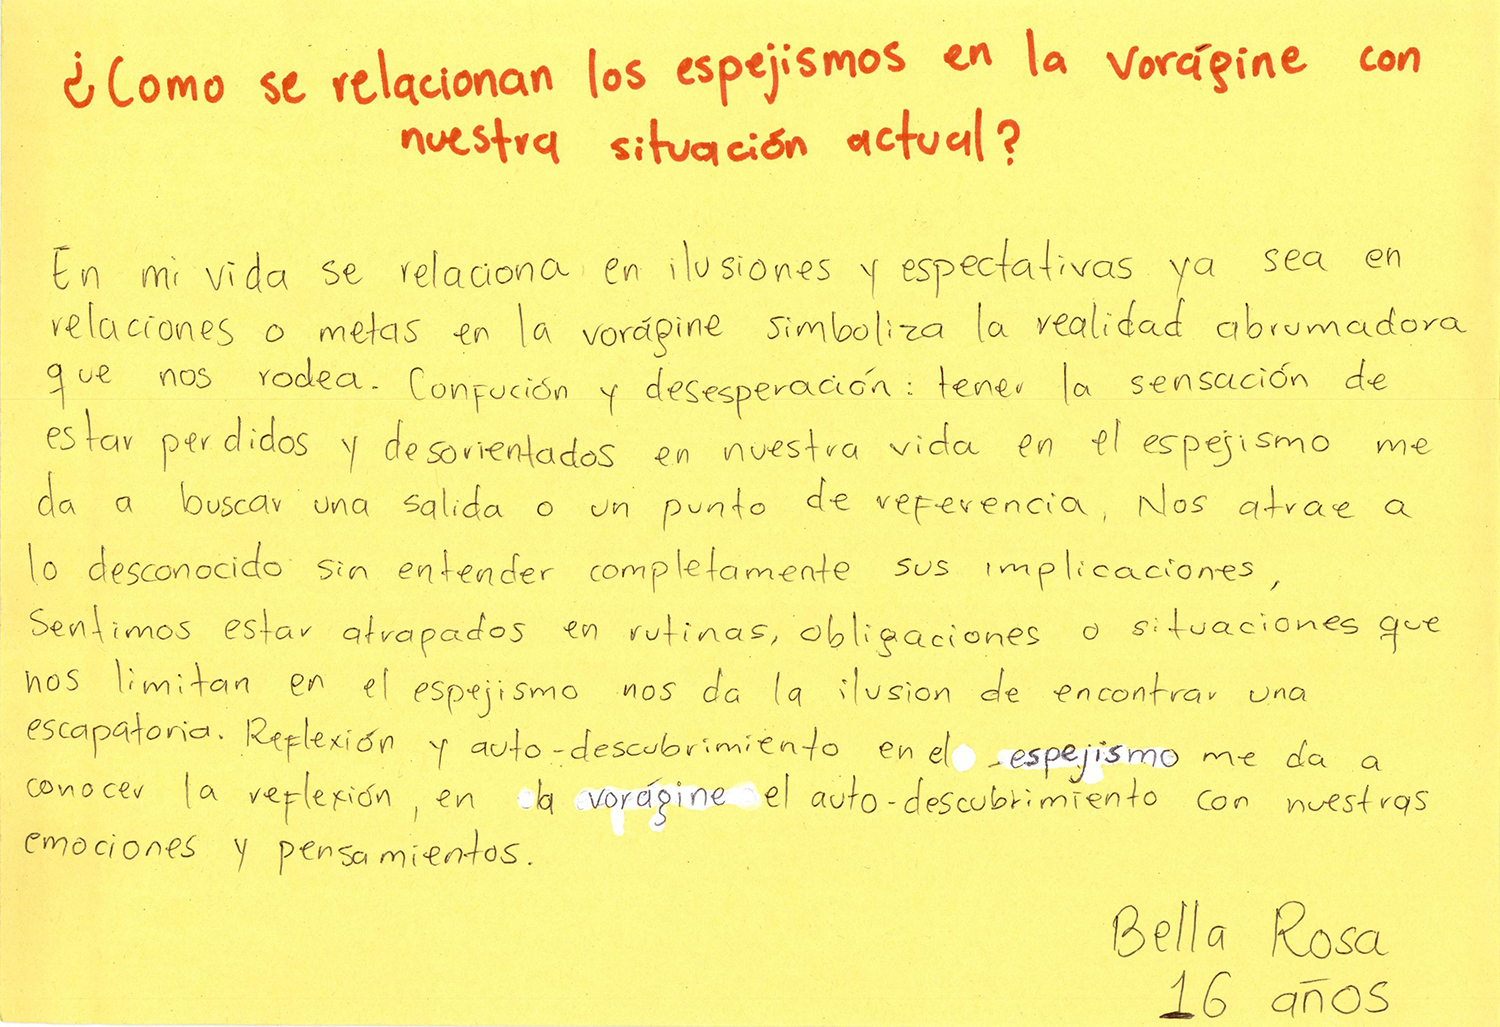 ¿Como se relacionan los espejismos en la vorágine con
nuestra situación actual?
En mi vida se relaciona en ilusiones y espectativas ya sea en
relaciones o metas en la vorágine simboliza la realidad abrumadora
que nos rodea. Confución y desesperación: tener la sensación de
estar perdidos y desorientados en nuestra vida en el espejismo me
da a buscar una salida o un punto de referencia, Nos atrae a
lo desconocido sin entender completamente sus implicaciones,
Sentimos estar atrapados en rutinas, obligaciones o situaciones que
nos limitan en el espejismo nos da la ilusion de encontrar una
escapatoria. Reflexión y auto-descubrimiento en el espejismo me da a
conocer la reflexión, en la vorágine el auto-descubrimiento con nuestras
emociones y pensamientos.
Bella Rosa
16 años